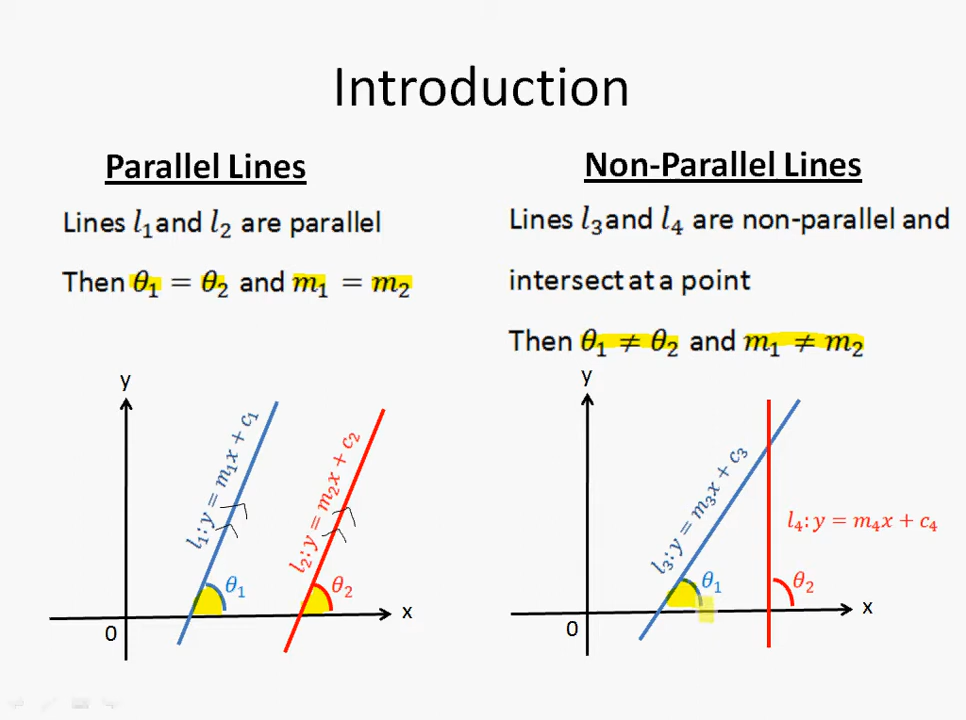 Introduction
Parallel Lines
Lines l₁ and l₂ are parallel
Then θ₁ = θ₂ and m₁ = m₂
y
l₁: y = m₁x + c₁
l₂: y = m₂x + c₂
θ₁
θ₂
x
0
Non-Parallel Lines
Lines l₃ and l₄ are non-parallel and
intersect at a point
Then θ₁ ≠ θ₂ and m₁ ≠ m₂
y
l₃: y = m₃x + c₃
l₄: y = m₄x + c₄
θ₁
θ₂
x
0